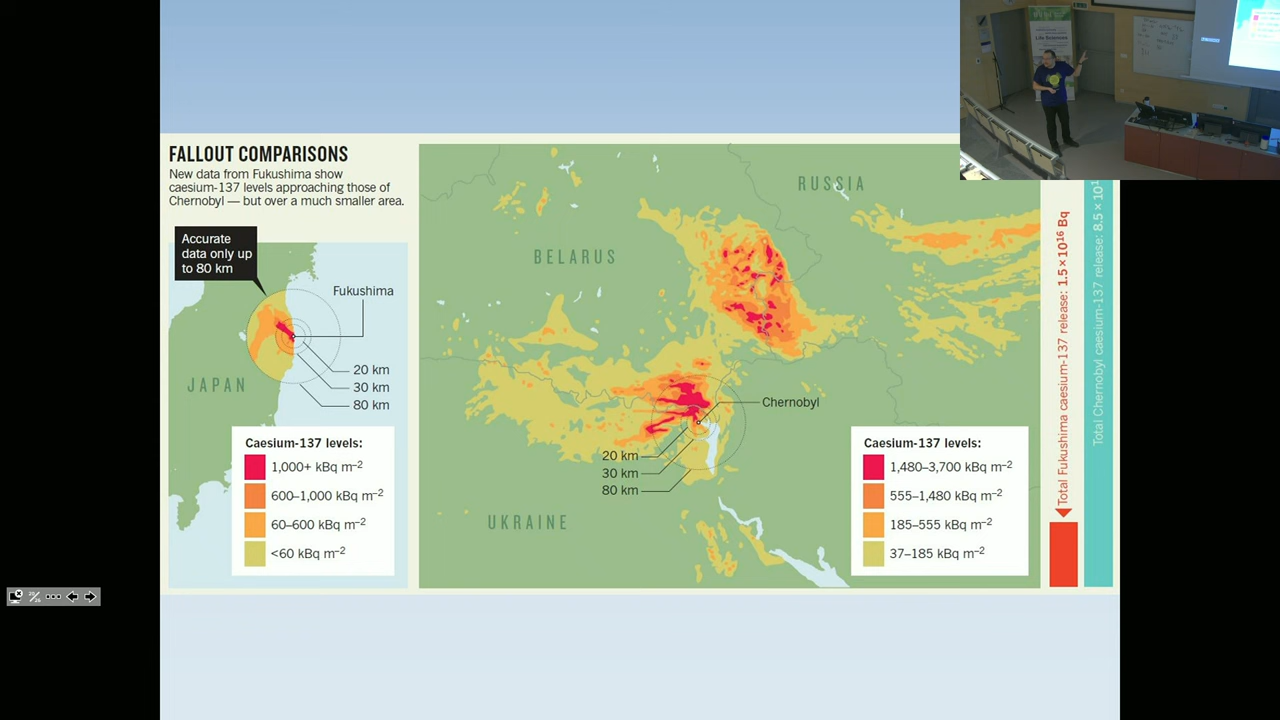 FALLOUT COMPARISONS
New data from Fukushima show
caesium-137 levels approaching those of
Chernobyl — but over a much smaller area.
Accurate
data only up
to 80 km
Fukushima
20 km
30 km
80 km
JAPAN
Caesium-137 levels:
1,000+ kBq m⁻²
600–1,000 kBq m⁻²
60–600 kBq m⁻²
<60 kBq m⁻²
RUSSIA
BELARUS
Chernobyl
20 km
30 km
80 km
UKRAINE
Caesium-137 levels:
1,480–3,700 kBq m⁻²
555–1,480 kBq m⁻²
185–555 kBq m⁻²
37–185 kBq m⁻²
Total Fukushima caesium-137 release: 1.5 × 10¹⁶ Bq
Total Chernobyl caesium-137 release: 8.5 × 10¹
Life Sciences